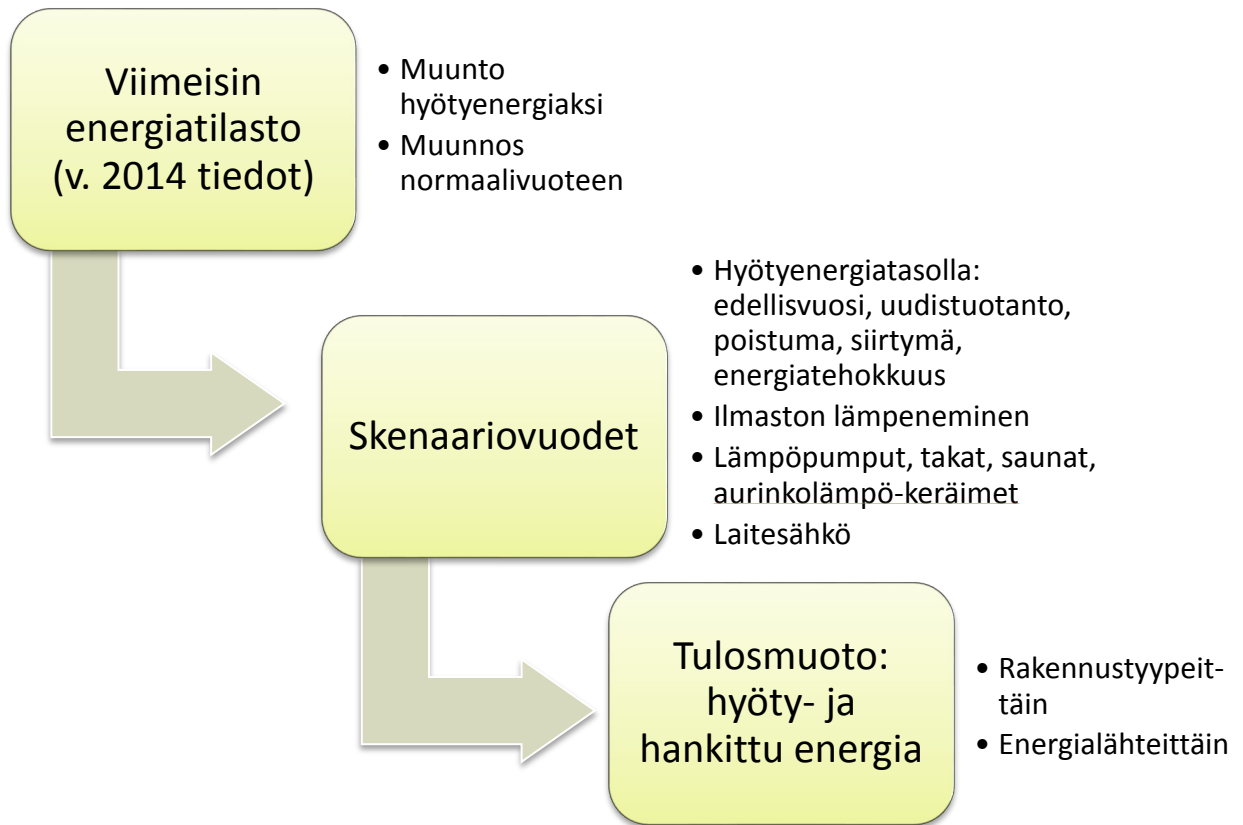 Viimeisin
energiatilasto
(v. 2014 tiedot)
• Muunto
hyötyenergiaksi
• Muunnos
normaalivuoteen
Skenaariovuodet
• Hyötyenergiatasolla:
edellisvuosi, uudistuotanto,
poistuma, siirtymä,
energiatehokkuus
• Ilmaston lämpeneminen
• Lämpöpumput, takat, saunat,
aurinkolämpö-keräimet
• Laitesähkö
Tulosmuoto:
hyöty- ja
hankittu energia
• Rakennustyypeit-
täin
• Energialähteittäin